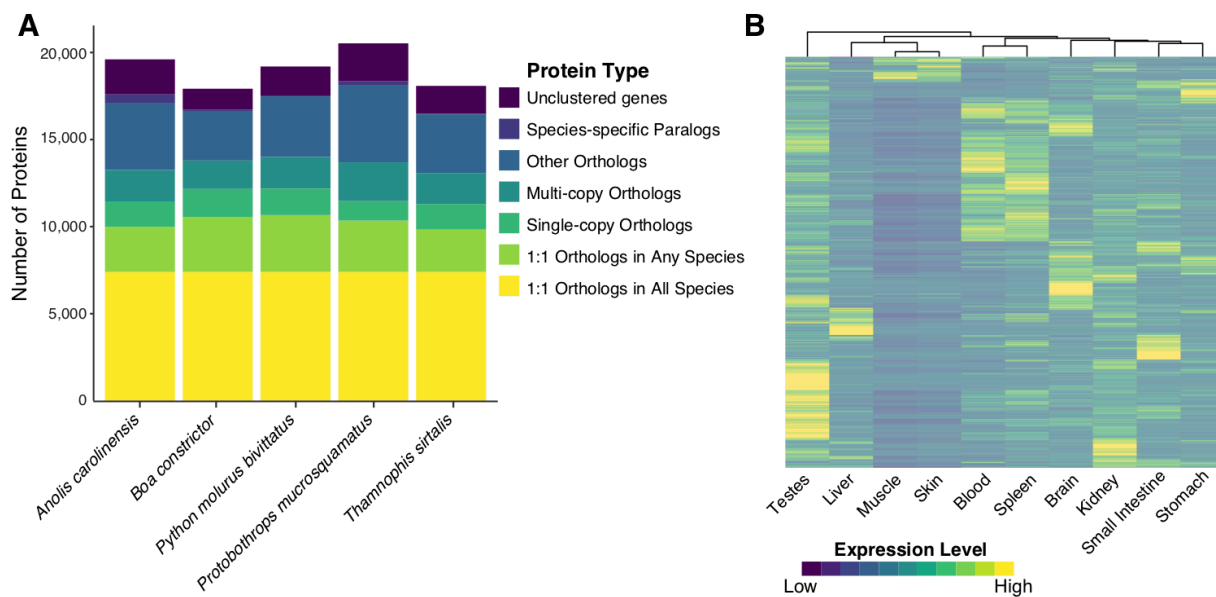 A
Number of Proteins
20,000
15,000
10,000
5,000
0
Anolis carolinensis
Boa constrictor
Python molurus bivittatus
Protobothrops mucrosquamatus
Thamnophis sirtalis
Protein Type
Unclustered genes
Species-specific Paralogs
Other Orthologs
Multi-copy Orthologs
Single-copy Orthologs
1:1 Orthologs in Any Species
1:1 Orthologs in All Species
B
Testes
Liver
Muscle
Skin
Blood
Spleen
Brain
Kidney
Small Intestine
Stomach
Expression Level
Low High